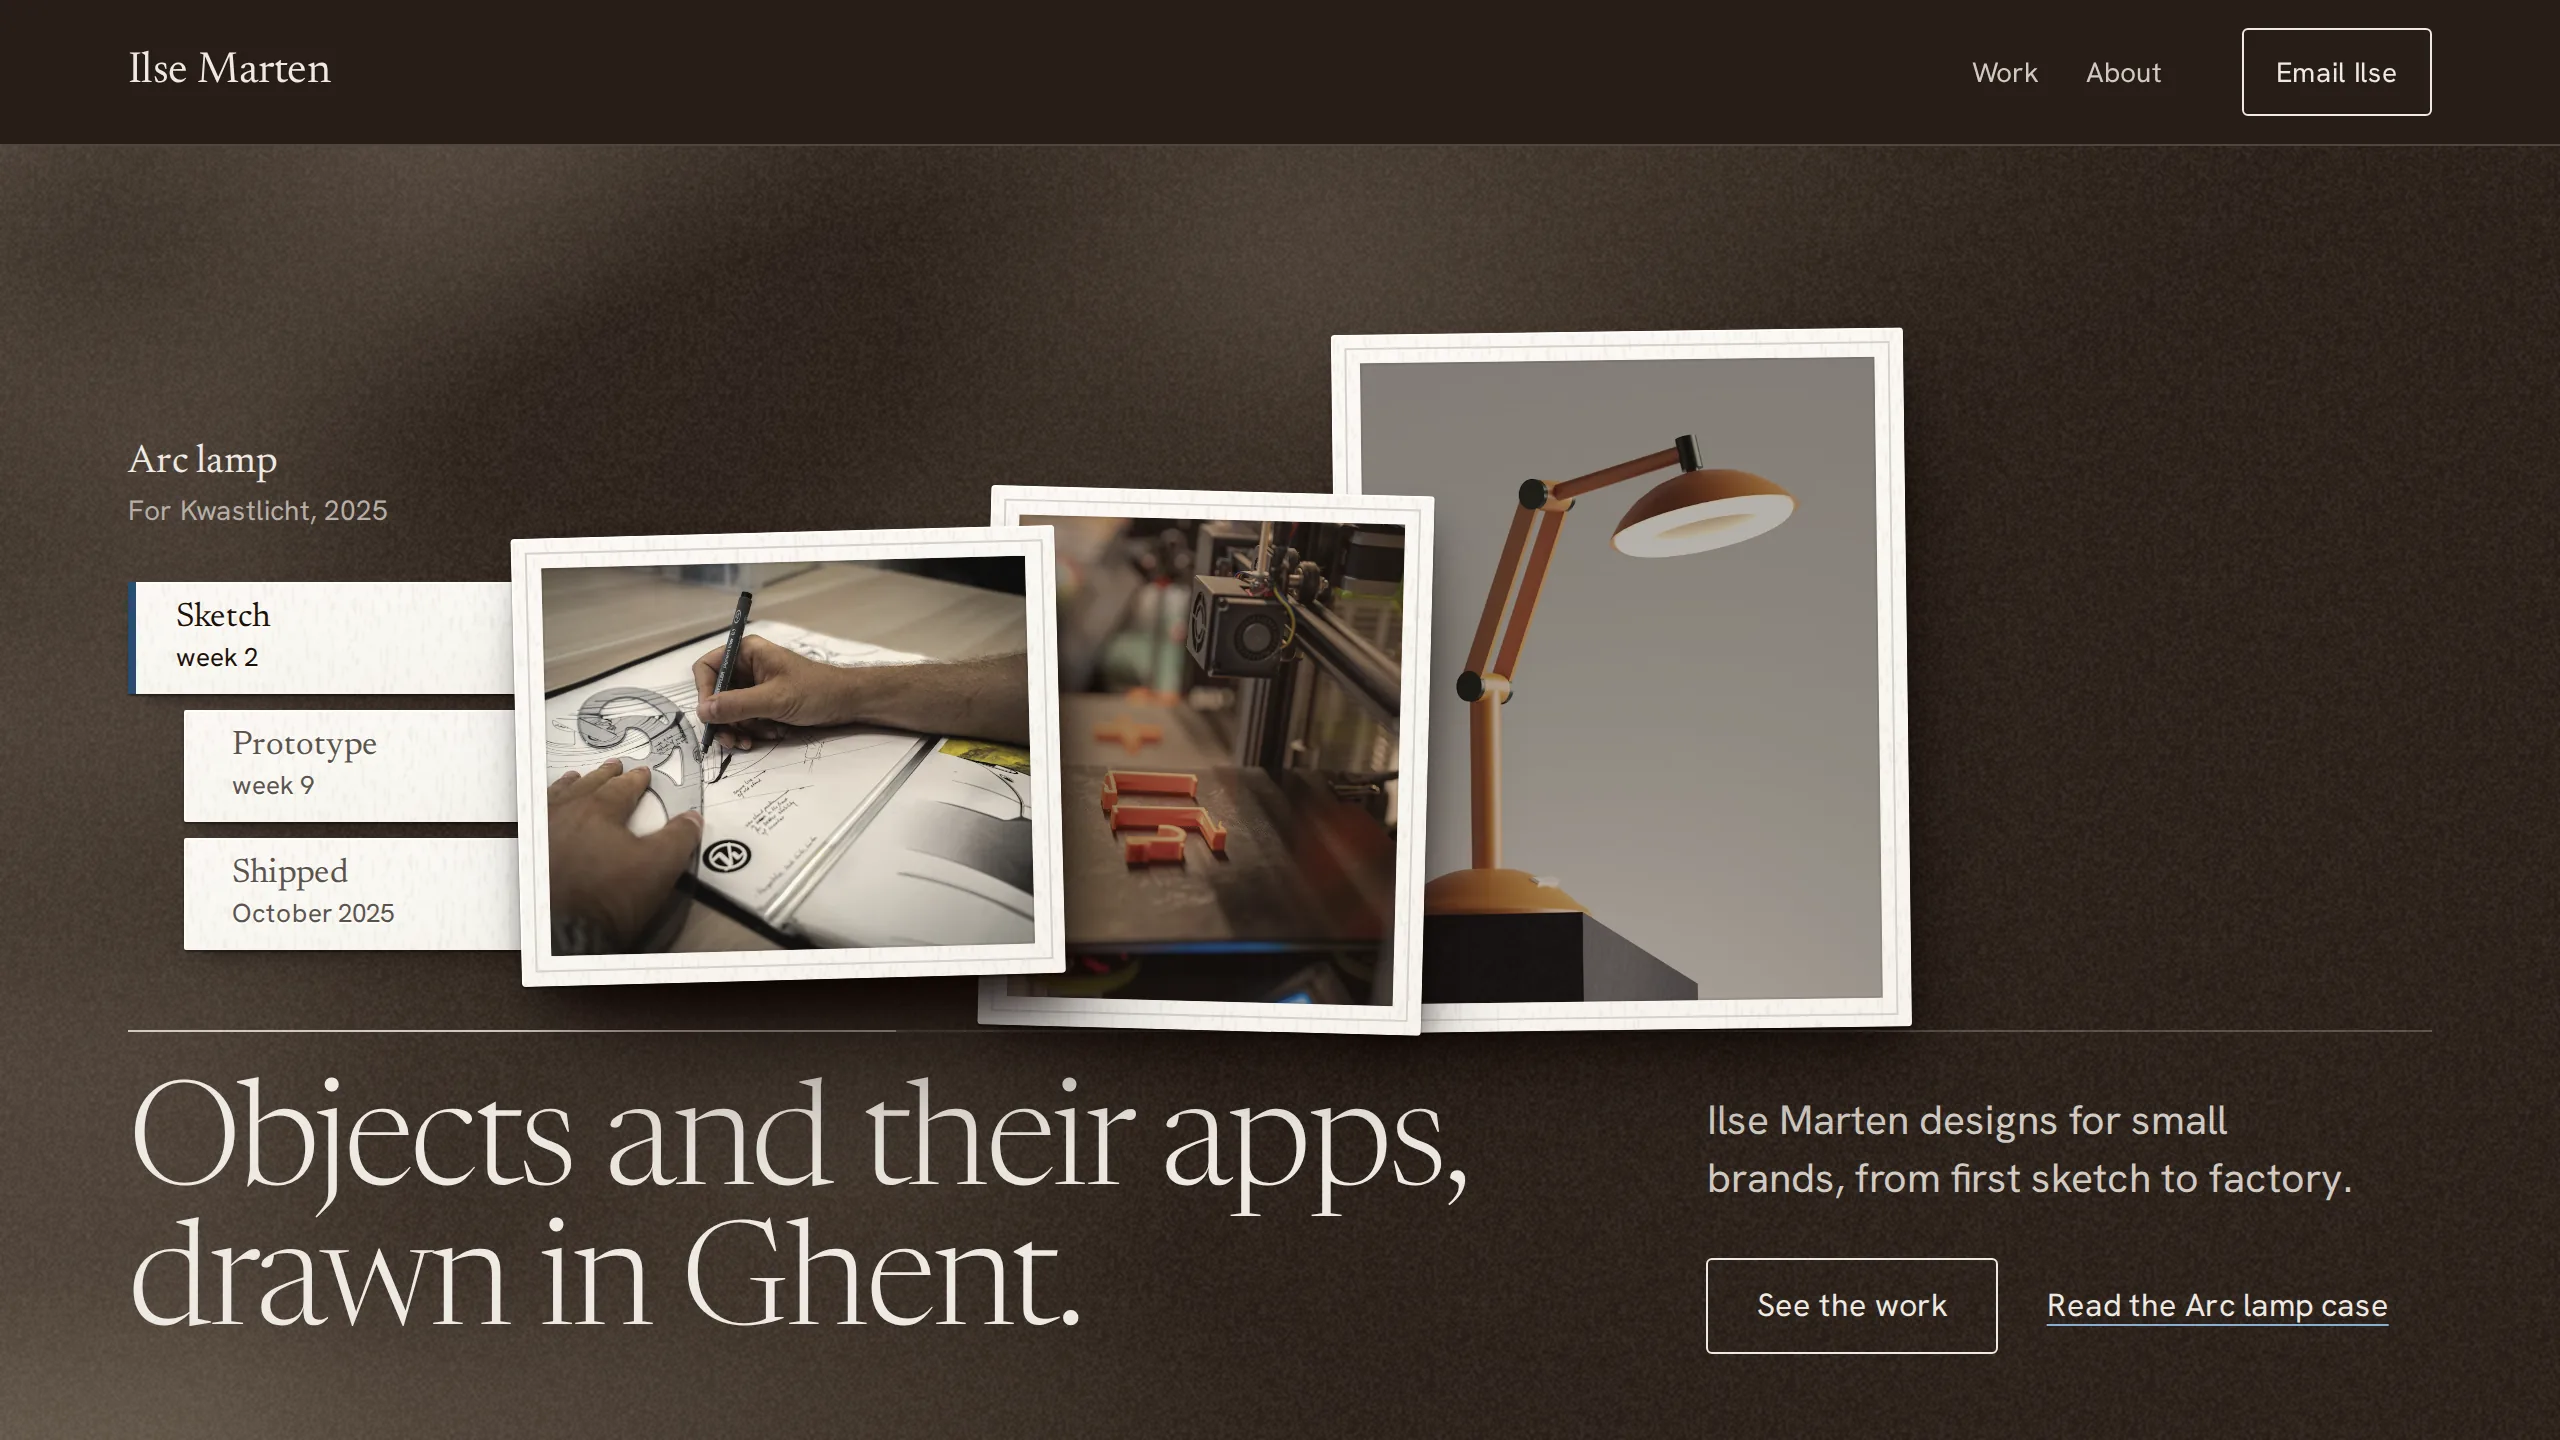 Ilse Marten
Work
About
Email Ilse
Arc lamp
For Kwastlicht, 2025
Sketch
week 2
Prototype
week 9
Shipped
October 2025
Objects and their apps,
drawn in Ghent.
Ilse Marten designs for small
brands, from first sketch to factory.
See the work
Read the Arc lamp case